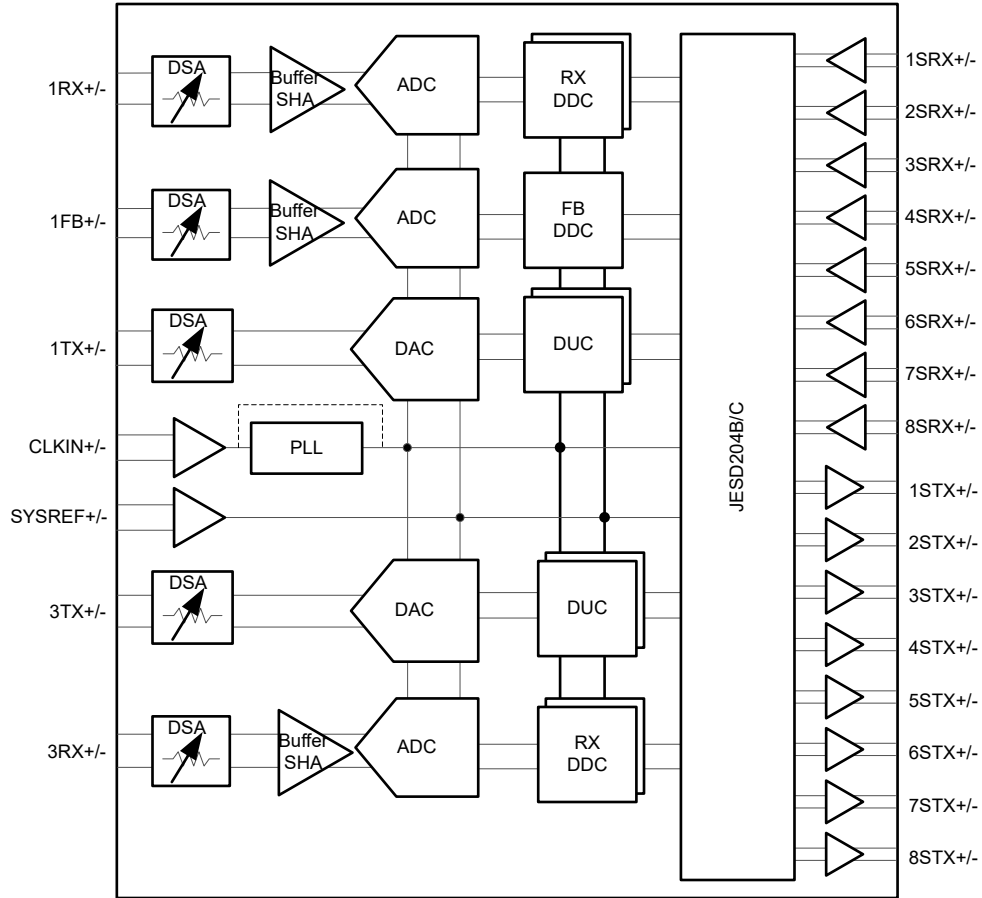 1RX+/-
DSA
Buffer
SHA
ADC
RX
DDC
1FB+/-
DSA
Buffer
SHA
ADC
FB
DDC
1TX+/-
DSA
DAC
DUC
CLKIN+/-
PLL
SYSREF+/-
3TX+/-
DSA
DAC
DUC
3RX+/-
DSA
Buffer
SHA
ADC
RX
DDC
JESD204B/C
1SRX+/-
2SRX+/-
3SRX+/-
4SRX+/-
5SRX+/-
6SRX+/-
7SRX+/-
8SRX+/-
1STX+/-
2STX+/-
3STX+/-
4STX+/-
5STX+/-
6STX+/-
7STX+/-
8STX+/-